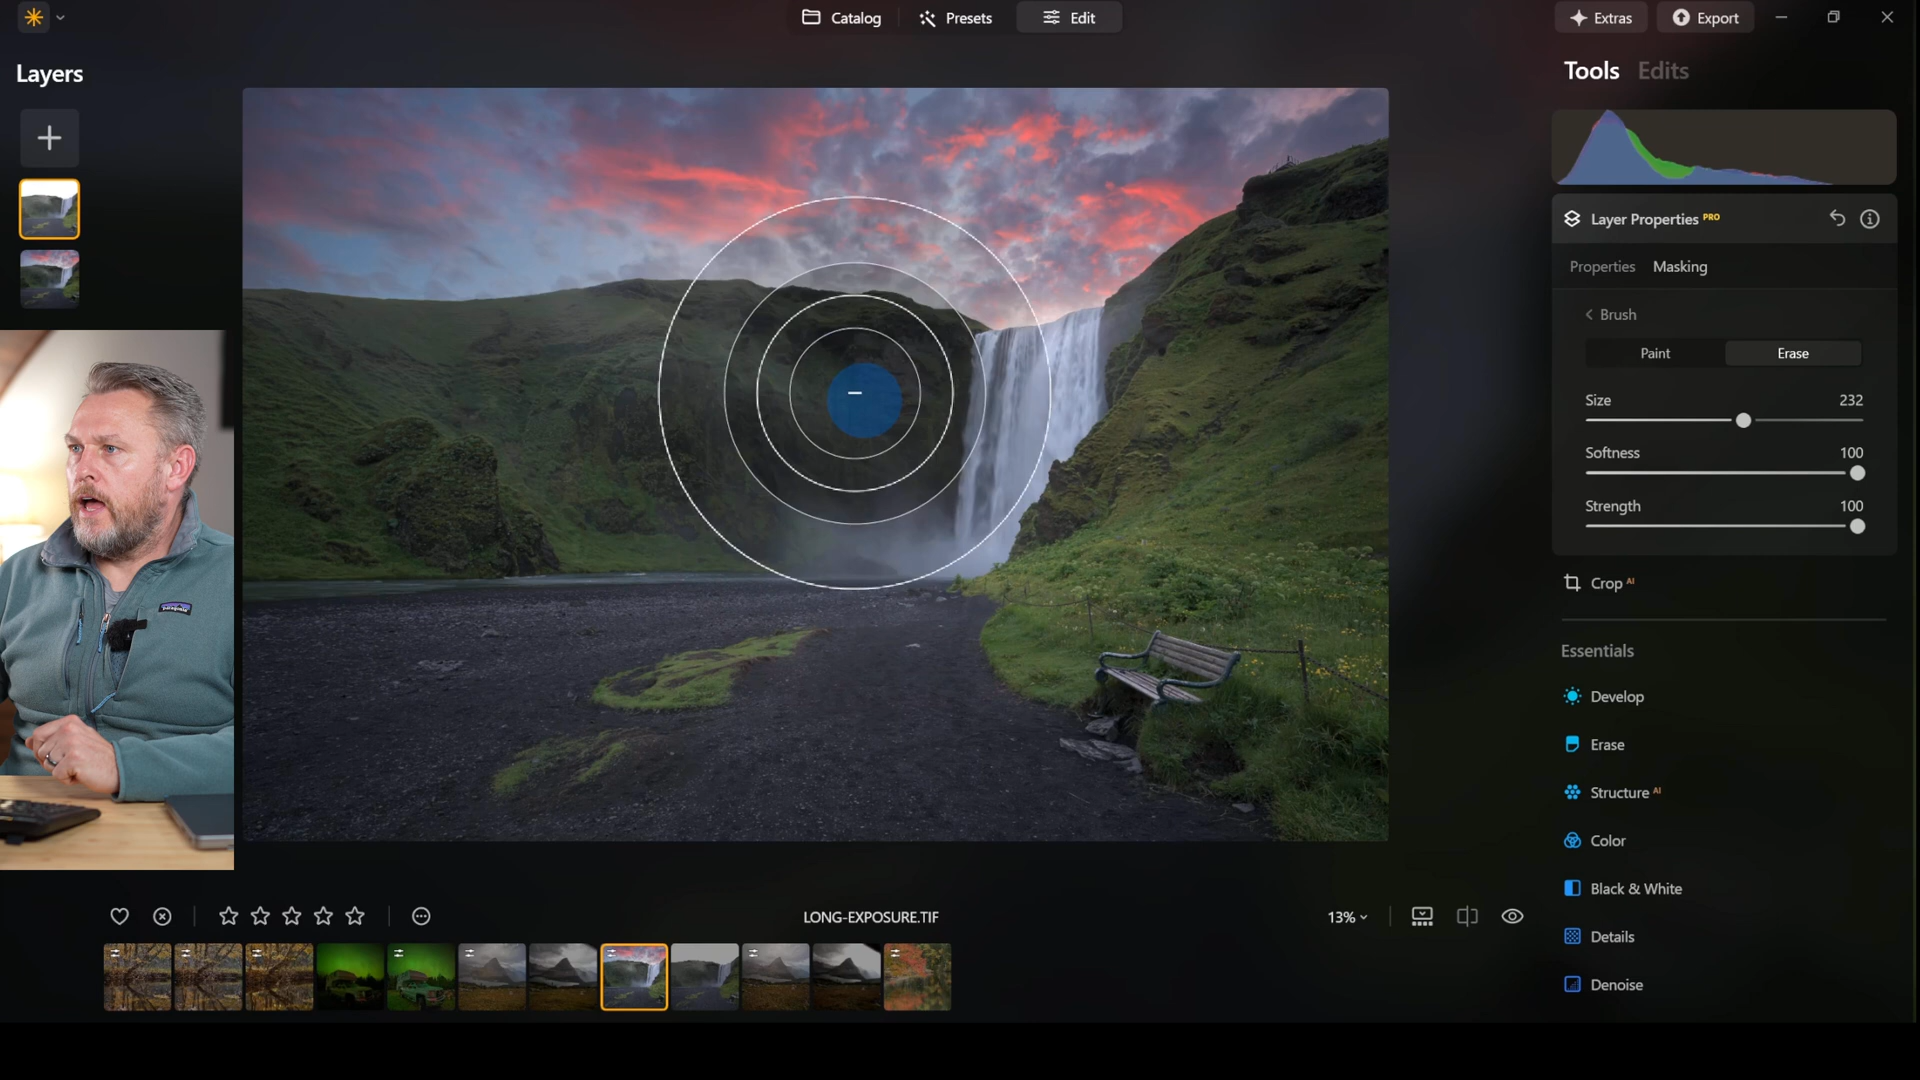 Catalog
Presets
Edit
Extras
Export
Layers
Tools Edits
Layer Properties PRO
Properties Masking
Brush
Paint Erase
Size 232
Softness 100
Strength 100
Crop AI
Essentials
Develop
Erase
Structure AI
Color
Black & White
Details
Denoise
LONG-EXPOSURE.TIF
13%
patagonia